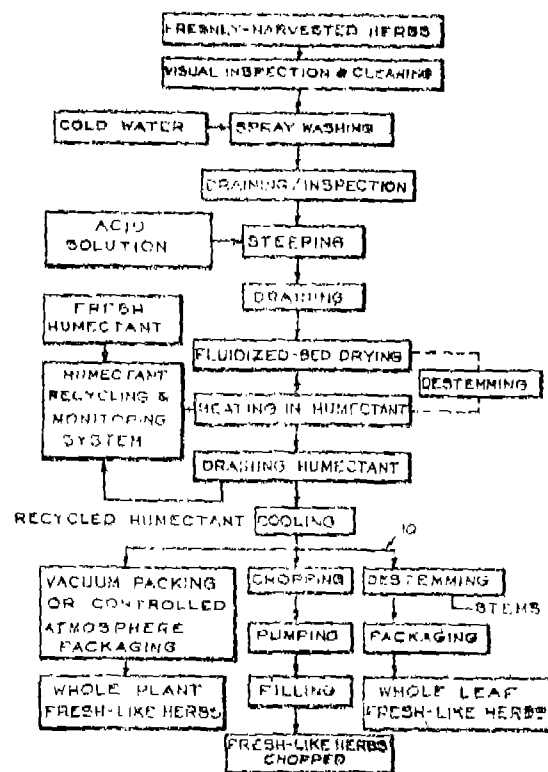 FRESHLY-HARVESTED HERBS
VISUAL INSPECTION & CLEANING
COLD WATER
SPRAY WASHING
DRAINING/INSPECTION
ACID
SOLUTION
STEEPING
DRAINING
FRESH
HUMECTANT
FLUIDIZED-BED DRYING
DESTEMMING
HUMECTANT
RECYCLING &
MONITORING
SYSTEM
HEATING IN HUMECTANT
DRAINING HUMECTANT
RECYCLED HUMECTANT
COOLING
10
VACUUM PACKING
OR CONTROLLED
ATMOSPHERE
PACKAGING
CHOPPING
DESTEMMING
STEMS
PUMPING
PACKAGING
WHOLE PLANT
FRESH-LIKE HERBS
FILLING
WHOLE LEAF
FRESH-LIKE HERBS
FRESH-LIKE HERBS
CHOPPED